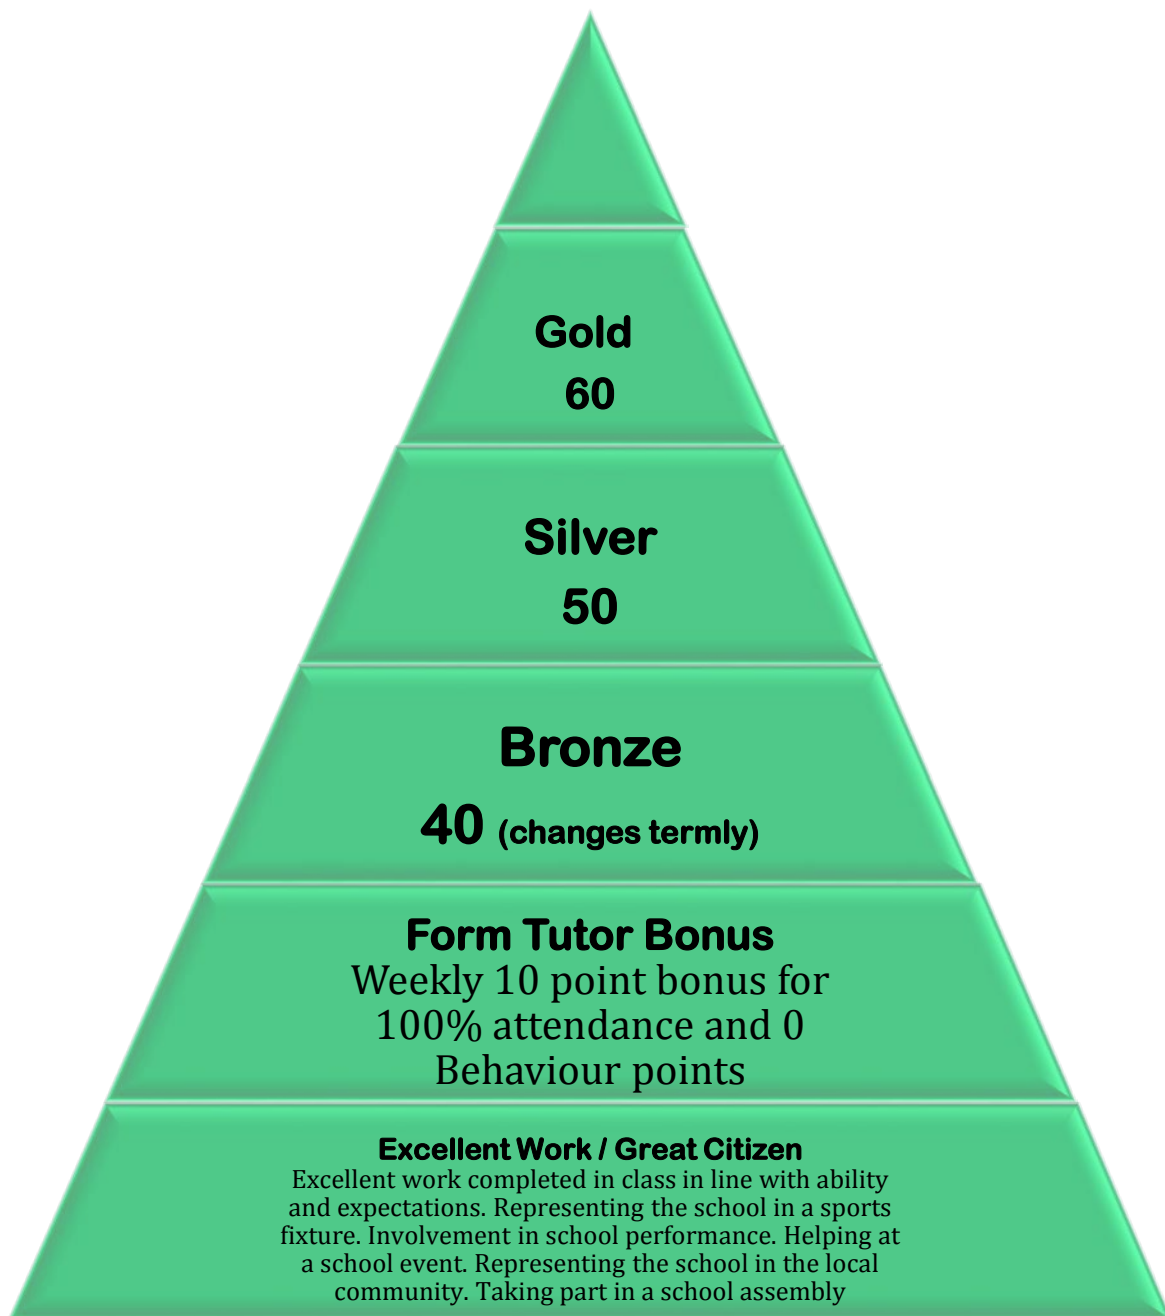 Gold
60
Silver
50
Bronze
40 (changes termly)
Form Tutor Bonus
Weekly 10 point bonus for
100% attendance and 0
Behaviour points
Excellent Work / Great Citizen
Excellent work completed in class in line with ability
and expectations. Representing the school in a sports
fixture. Involvement in school performance. Helping at
a school event. Representing the school in the local
community. Taking part in a school assembly